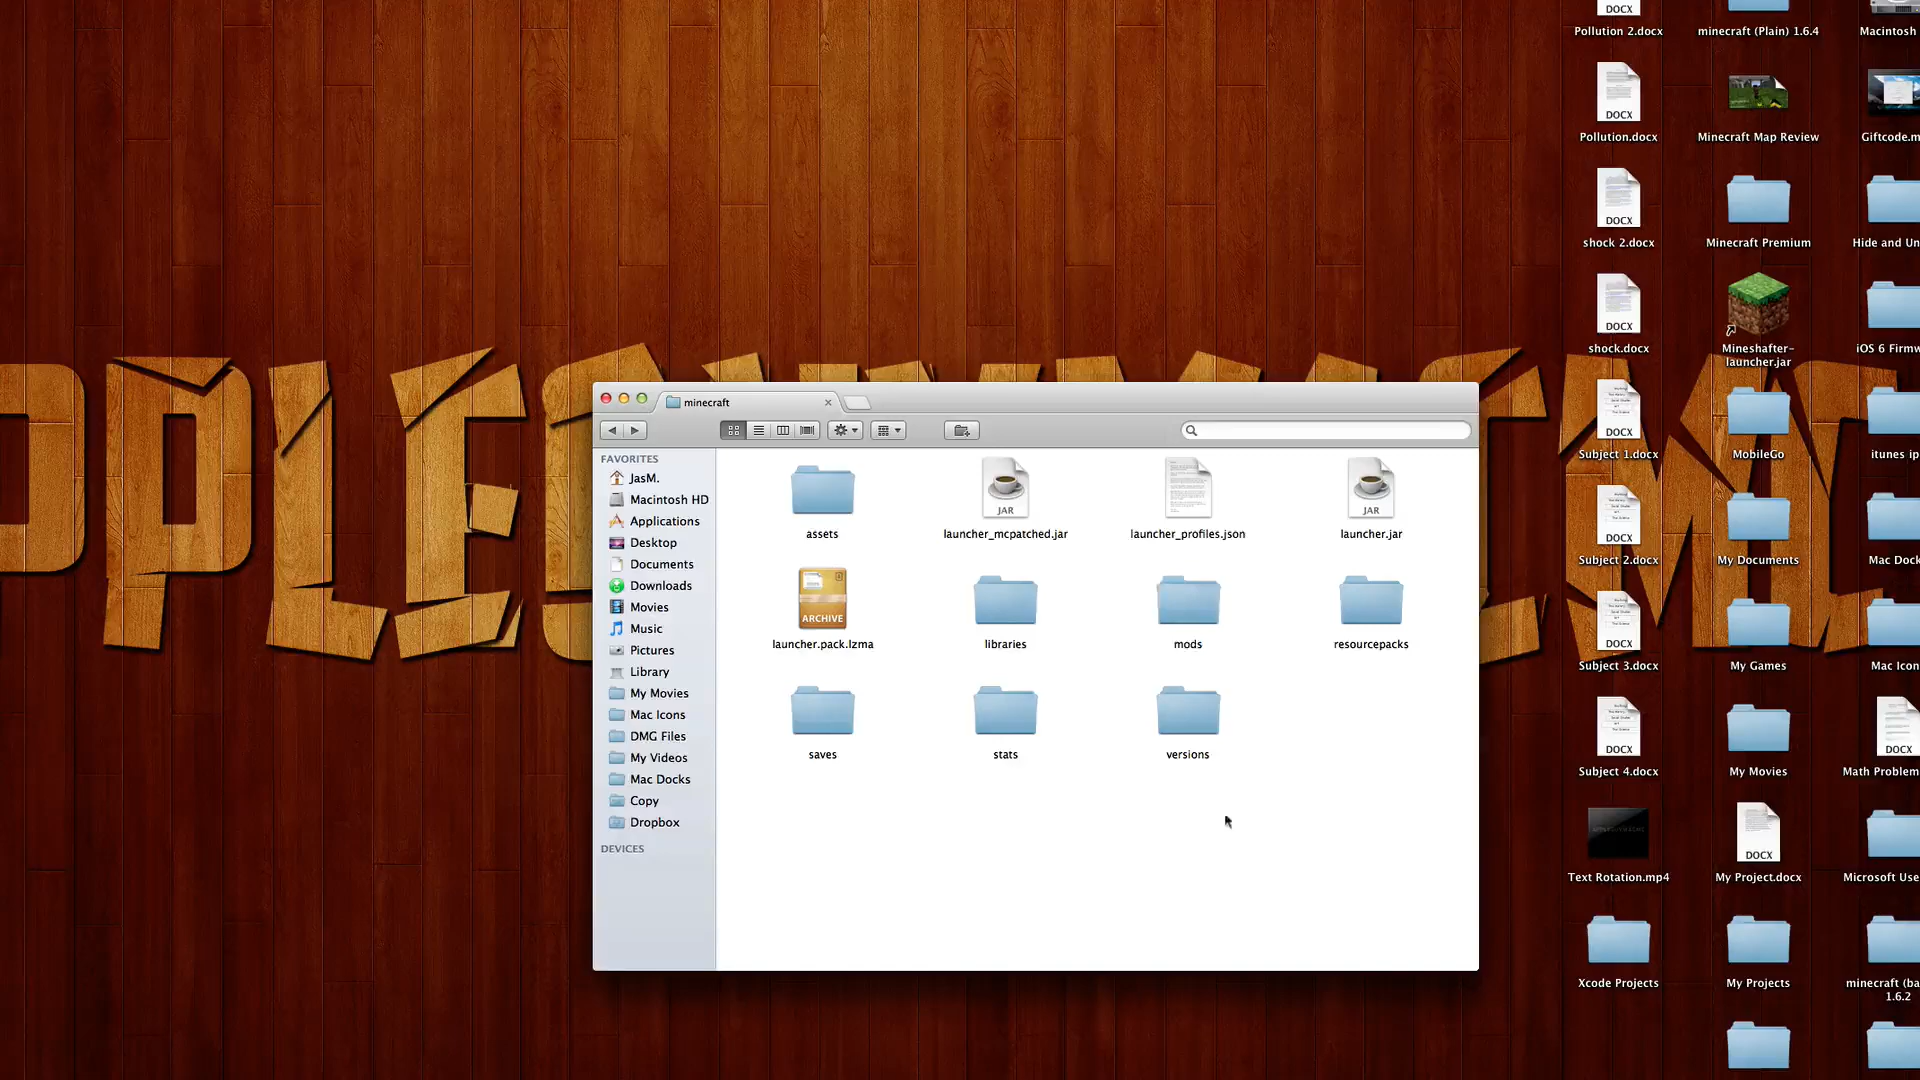 minecraft
FAVORITES
JasM.
Macintosh HD
Applications
Desktop
Documents
Downloads
Movies
Music
Pictures
Library
My Movies
Mac Icons
DMG Files
My Videos
Mac Docks
Copy
Dropbox
DEVICES
assets
JAR
launcher_mcpatched.jar
launcher_profiles.json
JAR
launcher.jar
ARCHIVE
launcher.pack.lzma
libraries
mods
resourcepacks
saves
stats
versions
DOCX
Pollution 2.docx
minecraft (Plain) 1.6.4
Macintosh
DOCX
Pollution.docx
Minecraft Map Review
Giftcode.m
DOCX
shock 2.docx
Minecraft Premium
Hide and Un
DOCX
shock.docx
Mineshafter-
launcher.jar
iOS 6 Firmw
DOCX
Subject 1.docx
MobileGo
itunes ip
DOCX
Subject 2.docx
My Documents
Mac Dock
DOCX
Subject 3.docx
My Games
Mac Icon
DOCX
Subject 4.docx
My Movies
DOCX
Math Problem
Text Rotation.mp4
DOCX
My Project.docx
Microsoft Use
Xcode Projects
My Projects
minecraft (ba
1.6.2